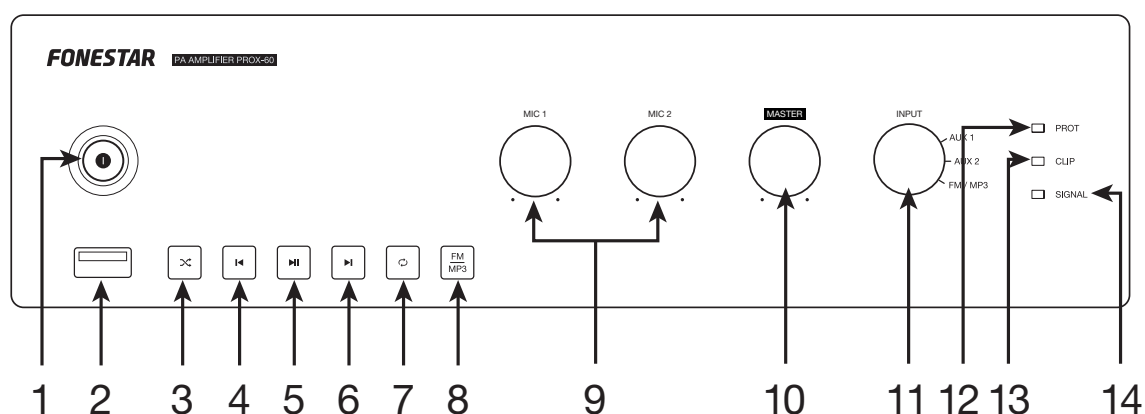 FONESTAR PA AMPLIFIER PROX-60
MIC 1
MIC 2
MASTER
INPUT
AUX 1
AUX 2
FM / MP3
PROT
CLIP
SIGNAL
FM
MP3
1 2 3 4 5 6 7 8 9 10 11 12 13 14